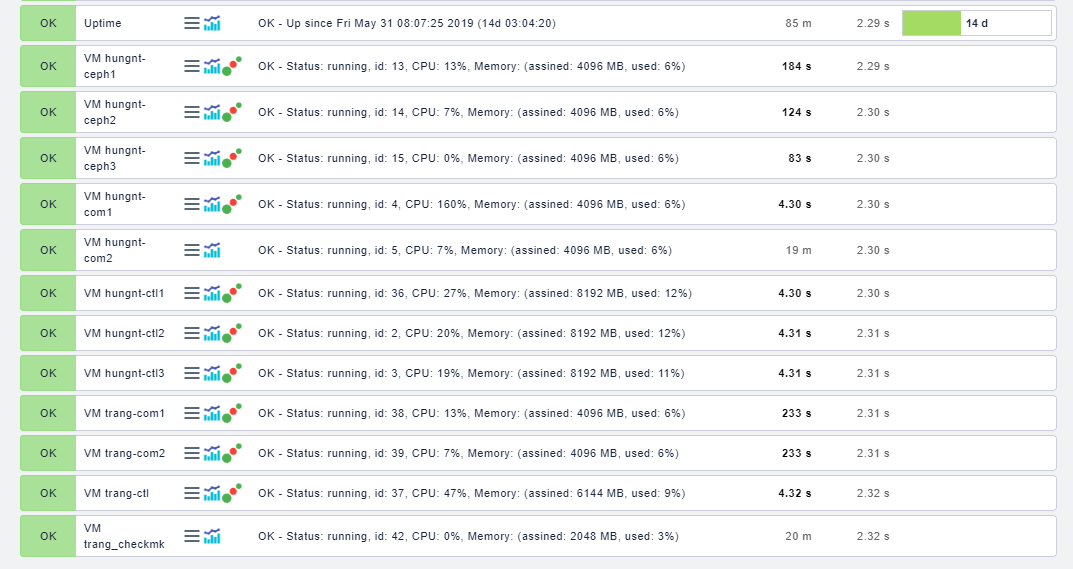 OK Uptime OK - Up since Fri May 31 08:07:25 2019 (14d 03:04:20) 85 m 2.29 s 14 d
OK VM hungnt- OK - Status: running, id: 13, CPU: 13%, Memory: (assined: 4096 MB, used: 6%) 184 s 2.29 s
ceph1
OK VM hungnt- OK - Status: running, id: 14, CPU: 7%, Memory: (assined: 4096 MB, used: 6%) 124 s 2.30 s
ceph2
OK VM hungnt- OK - Status: running, id: 15, CPU: 0%, Memory: (assined: 4096 MB, used: 6%) 83 s 2.30 s
ceph3
OK VM hungnt- OK - Status: running, id: 4, CPU: 160%, Memory: (assined: 4096 MB, used: 6%) 4.30 s 2.30 s
com1
OK VM hungnt- OK - Status: running, id: 5, CPU: 7%, Memory: (assined: 4096 MB, used: 6%) 19 m 2.30 s
com2
OK VM hungnt-ctl1 OK - Status: running, id: 36, CPU: 27%, Memory: (assined: 8192 MB, used: 12%) 4.30 s 2.30 s
OK VM hungnt-ctl2 OK - Status: running, id: 2, CPU: 20%, Memory: (assined: 8192 MB, used: 12%) 4.31 s 2.31 s
OK VM hungnt-ctl3 OK - Status: running, id: 3, CPU: 19%, Memory: (assined: 8192 MB, used: 11%) 4.31 s 2.31 s
OK VM trang-com1 OK - Status: running, id: 38, CPU: 13%, Memory: (assined: 4096 MB, used: 6%) 233 s 2.31 s
OK VM trang-com2 OK - Status: running, id: 39, CPU: 7%, Memory: (assined: 4096 MB, used: 6%) 233 s 2.31 s
OK VM trang-ctl OK - Status: running, id: 37, CPU: 47%, Memory: (assined: 6144 MB, used: 9%) 4.32 s 2.32 s
OK VM OK - Status: running, id: 42, CPU: 0%, Memory: (assined: 2048 MB, used: 3%) 20 m 2.32 s
trang_checkmk